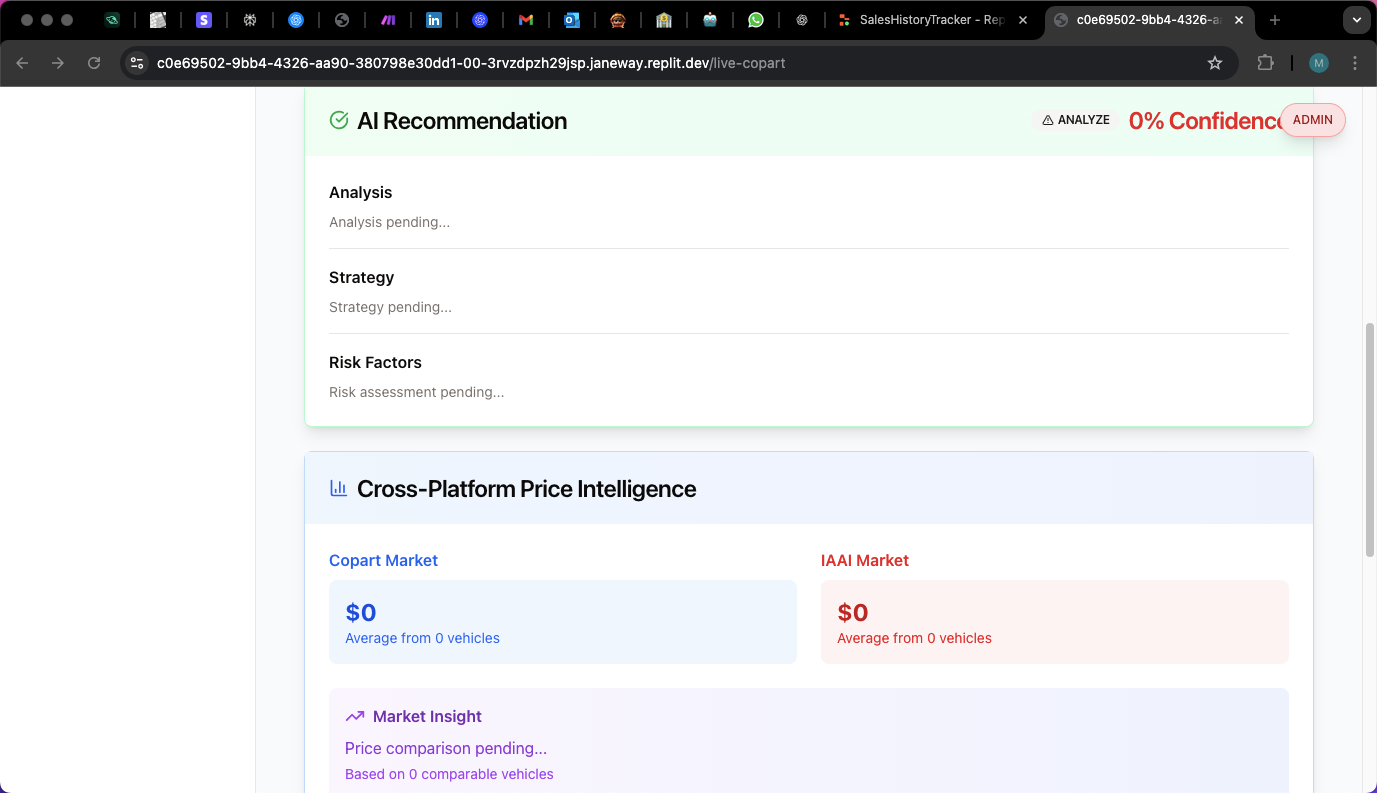 SalesHistoryTracker - Rep
c0e69502-9bb4-4326-aa
c0e69502-9bb4-4326-aa90-380798e30dd1-00-3rvzdpzh29jsp.janeway.replit.dev/live-copart
M
AI Recommendation
ANALYZE
0% Confidence
ADMIN
Analysis
Analysis pending...
Strategy
Strategy pending...
Risk Factors
Risk assessment pending...
Cross-Platform Price Intelligence
Copart Market
IAAI Market
$0
$0
Average from 0 vehicles
Average from 0 vehicles
Market Insight
Price comparison pending...
Based on 0 comparable vehicles